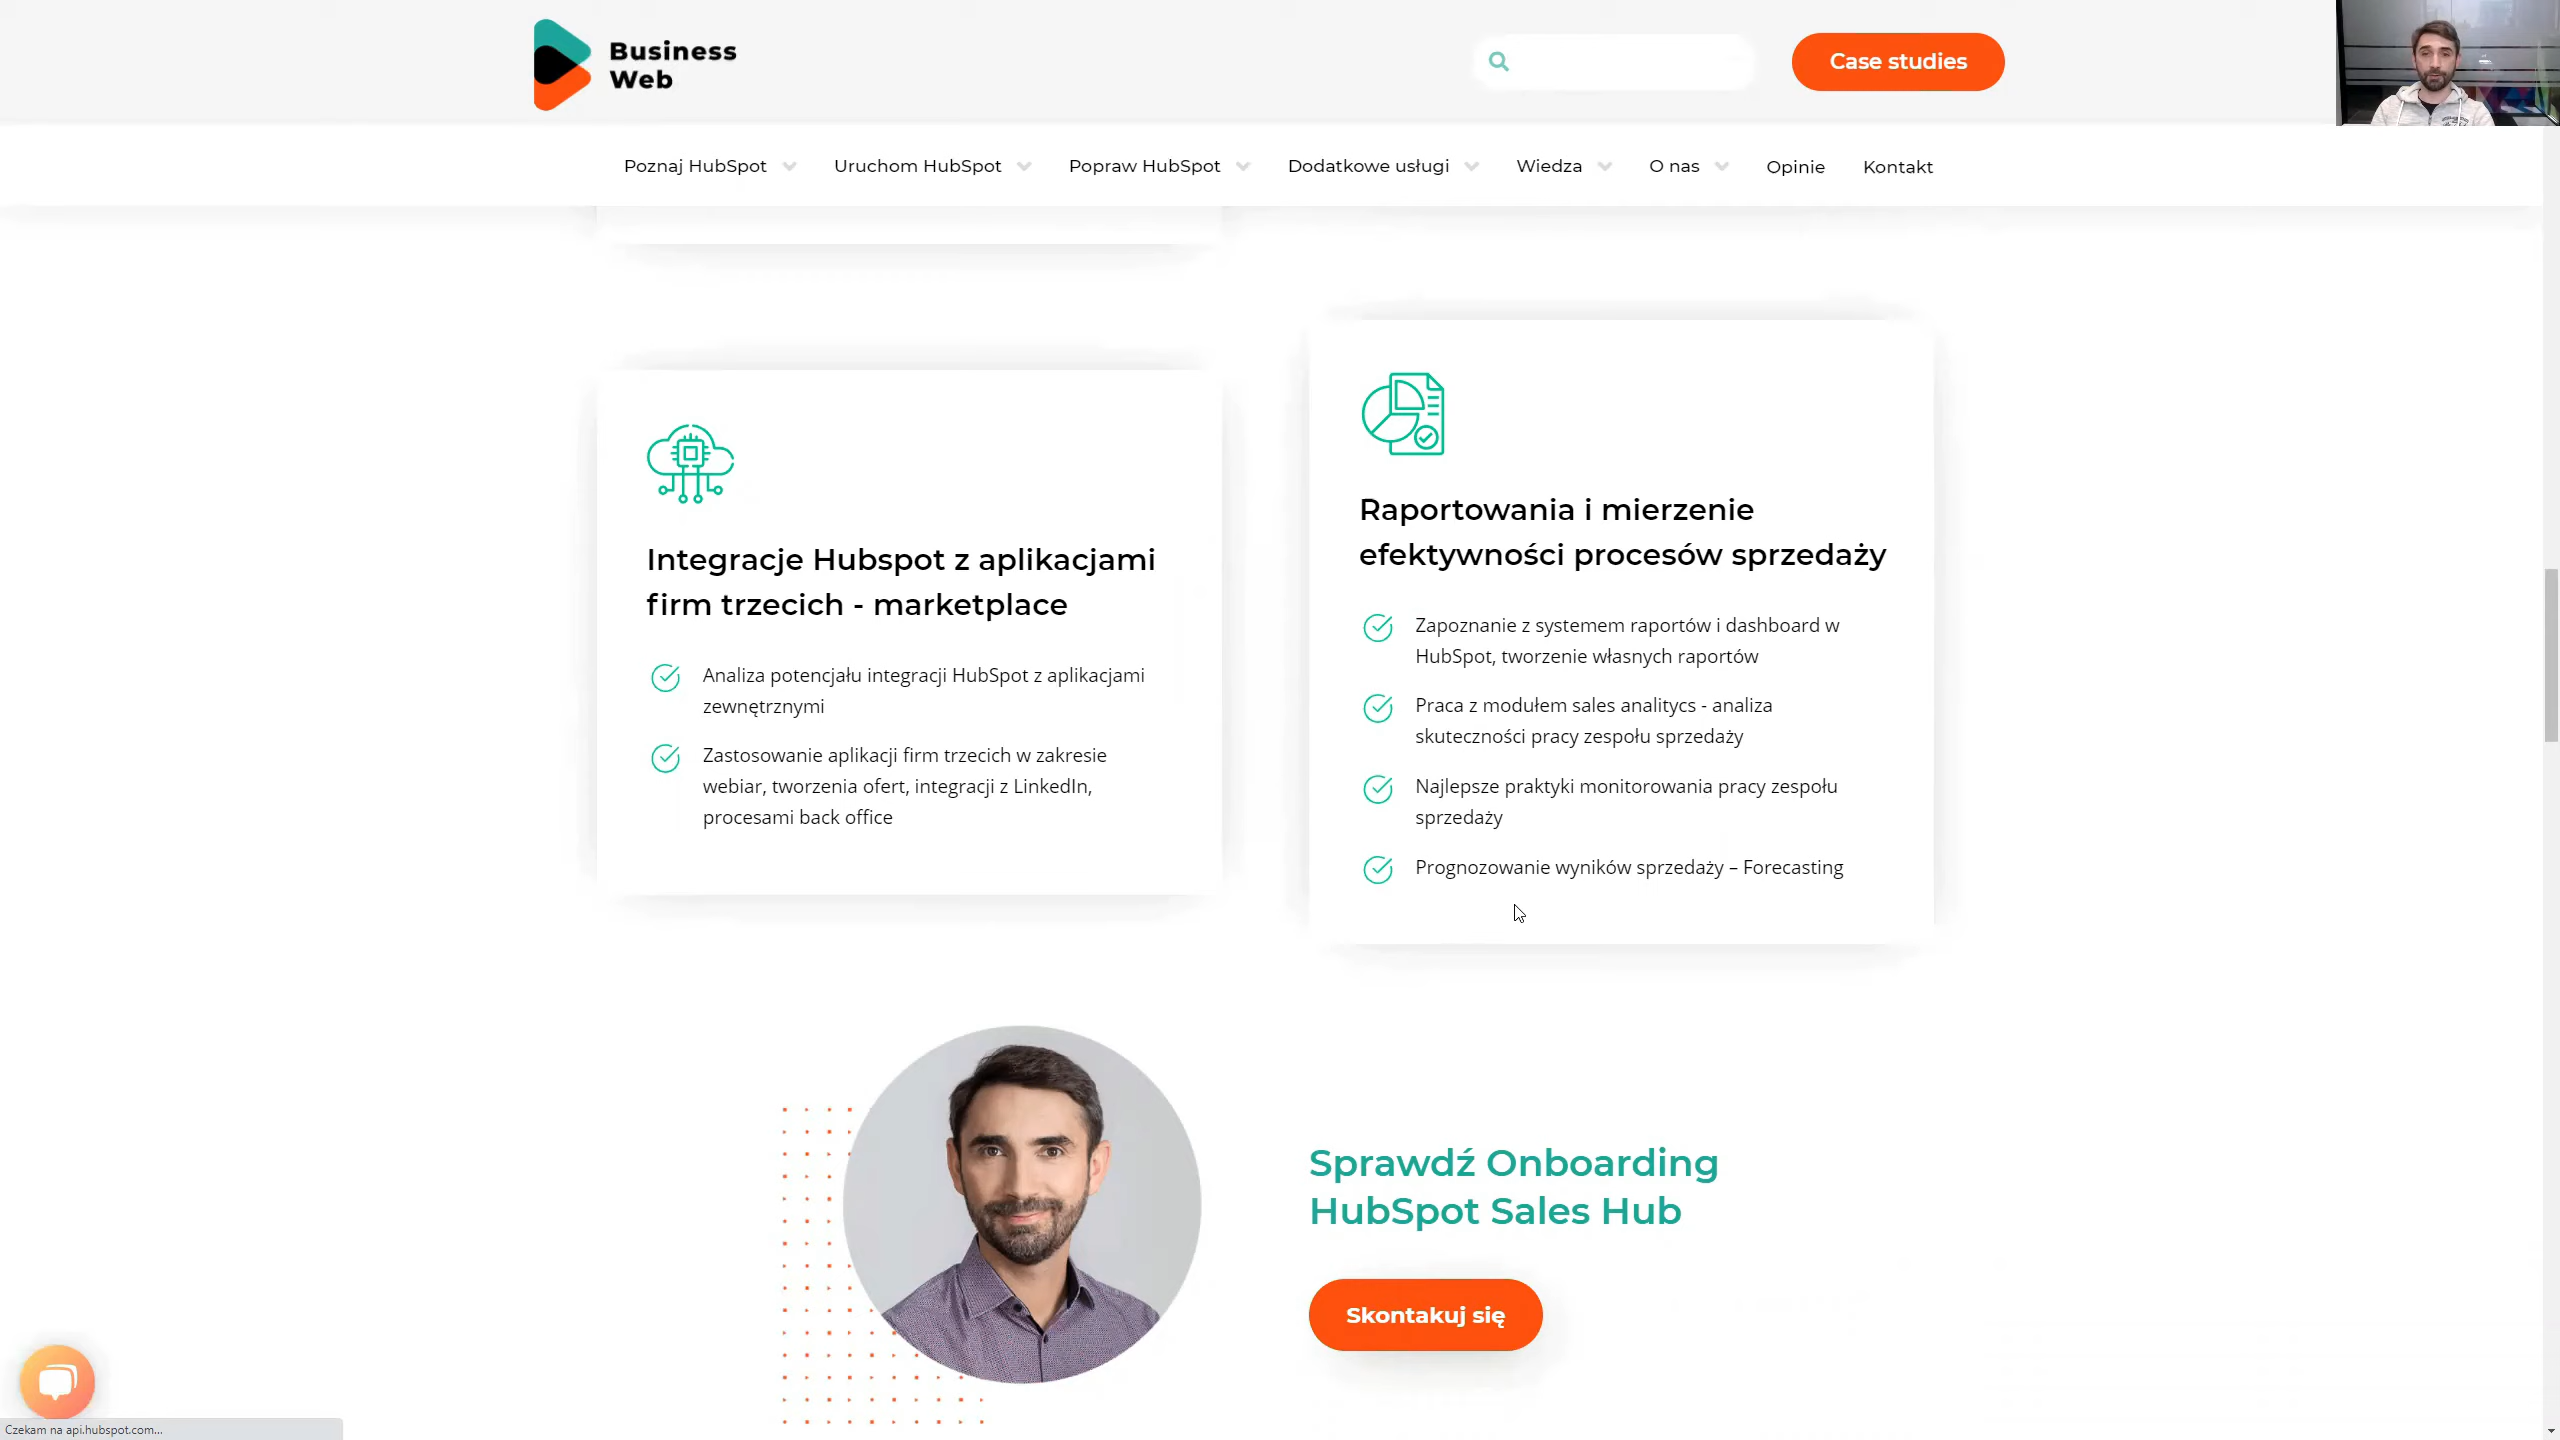 Business
Web
Case studies
Poznaj HubSpot
Uruchom HubSpot
Popraw HubSpot
Dodatkowe usługi
Wiedza
O nas
Opinie
Kontakt
Integracje Hubspot z aplikacjami
firm trzecich - marketplace
Analiza potencjału integracji HubSpot z aplikacjami
zewnętrznymi
Zastosowanie aplikacji firm trzecich w zakresie
webiar, tworzenia ofert, integracji z LinkedIn,
procesami back office
Raportowania i mierzenie
efektywności procesów sprzedaży
Zapoznanie z systemem raportów i dashboard w
HubSpot, tworzenie własnych raportów
Praca z modułem sales analitycs - analiza
skuteczności pracy zespołu sprzedaży
Najlepsze praktyki monitorowania pracy zespołu
sprzedaży
Prognozowanie wyników sprzedaży – Forecasting
Sprawdź Onboarding
HubSpot Sales Hub
Skontakuj się
Czekam na api.hubspot.com...